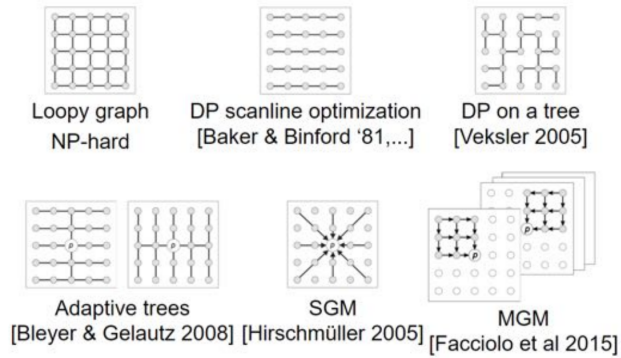 Loopy graph
NP-hard
DP scanline optimization
[Baker & Binford ‘81,...]
DP on a tree
[Veksler 2005]
p
p
Adaptive trees
[Bleyer & Gelautz 2008]
p
SGM
[Hirschmüller 2005]
p
p
MGM
[Facciolo et al 2015]